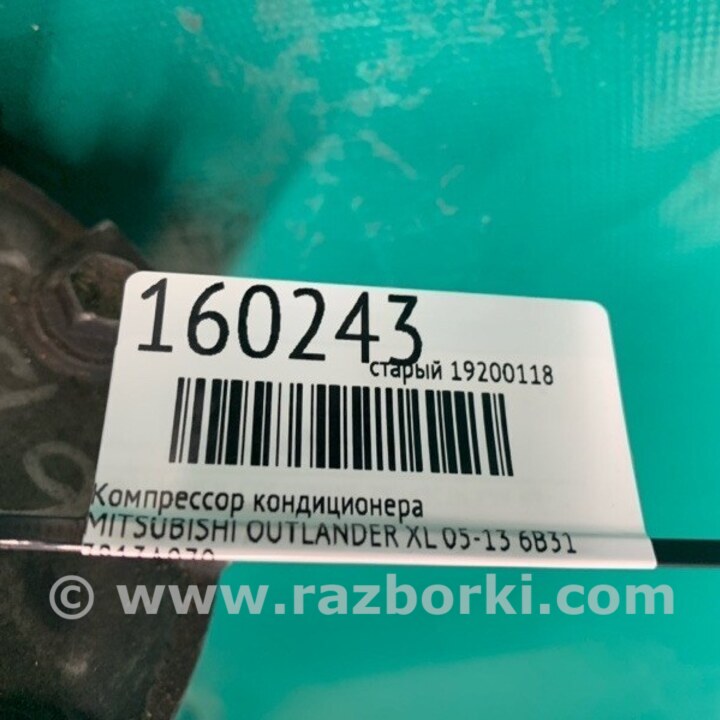 160243
старый 19200118
Компрессор кондиционера
MITSUBISHI OUTLANDER XL 05-13 6B31
© www.razborki.com